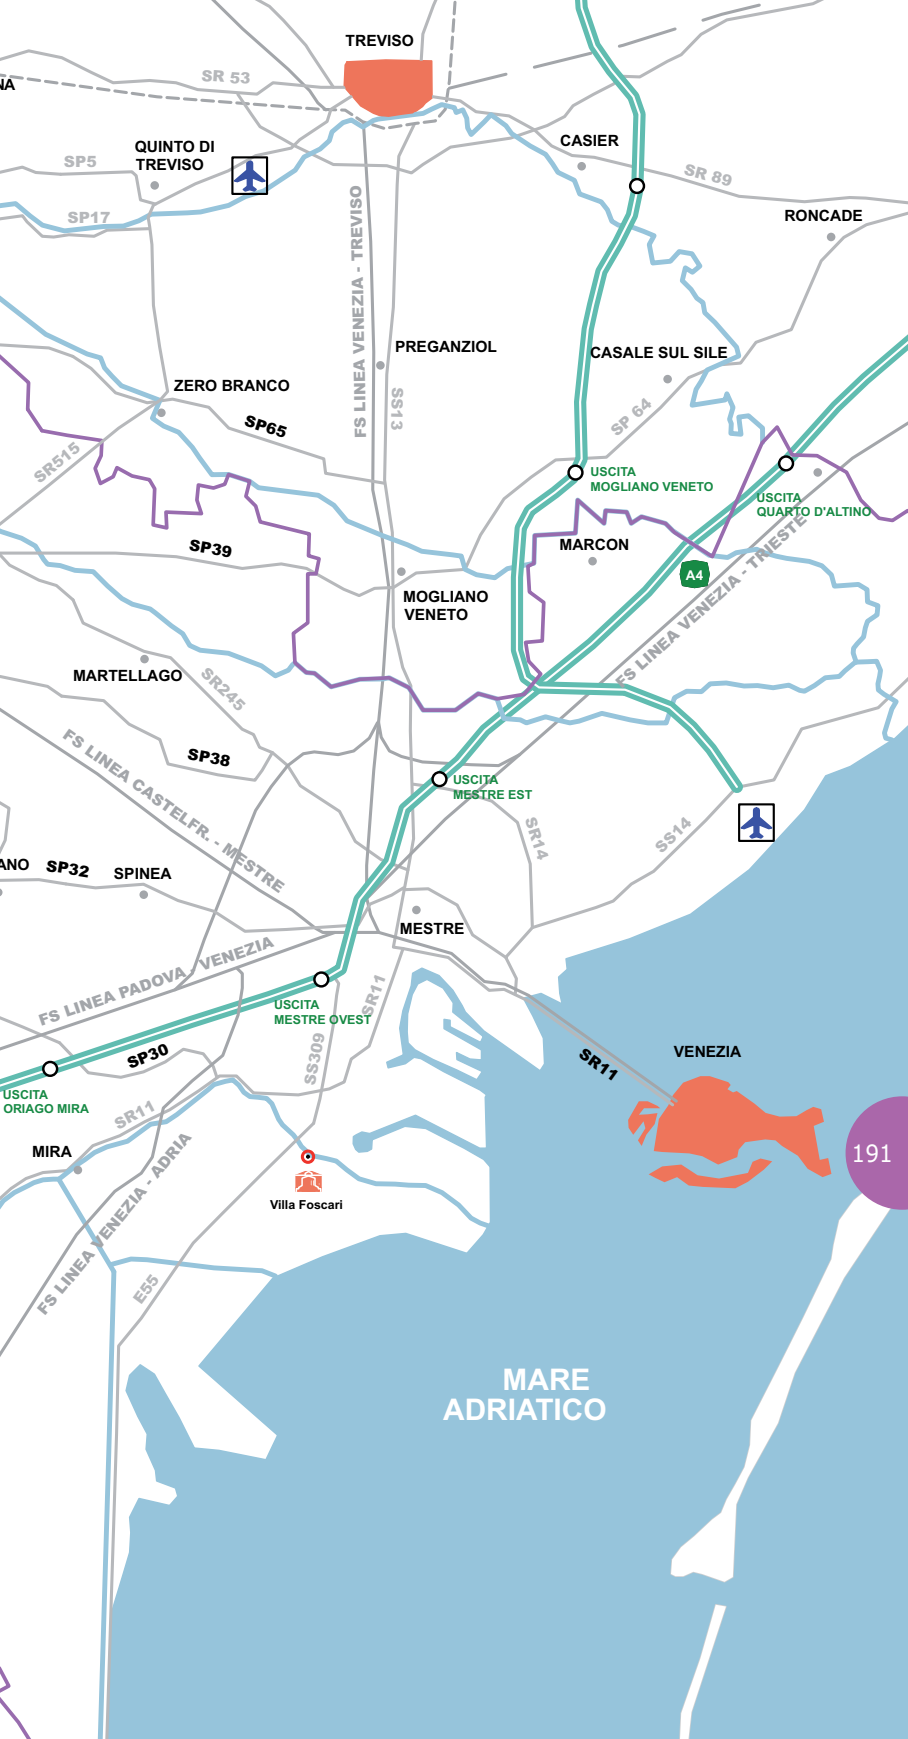 TREVISO
NA
SR 53
QUINTO DI
TREVISO
CASIER
SP5
SR 89
SP17
RONCADE
FS LINEA VENEZIA - TREVISO
PREGANZIOL
CASALE SUL SILE
ZERO BRANCO
SS13
SP65
SP 64
SR515
USCITA
MOGLIANO VENETO
USCITA
QUARTO D'ALTINO
SP39
MARCON
A4
FS LINEA VENEZIA - TRIESTE
MOGLIANO
VENETO
MARTELLAGO
SR245
FS LINEA CASTELFR. - MESTRE
SP38
USCITA
MESTRE EST
SR14
SS14
ANO
SP32
SPINEA
MESTRE
FS LINEA PADOVA - VENEZIA
SR11
USCITA
MESTRE OVEST
SS309
SP30
SR11
VENEZIA
USCITA
ORIAGO MIRA
SR11
MIRA
191
FS LINEA VENEZIA - ADRIA
Villa Foscari
E55
MARE
ADRIATICO